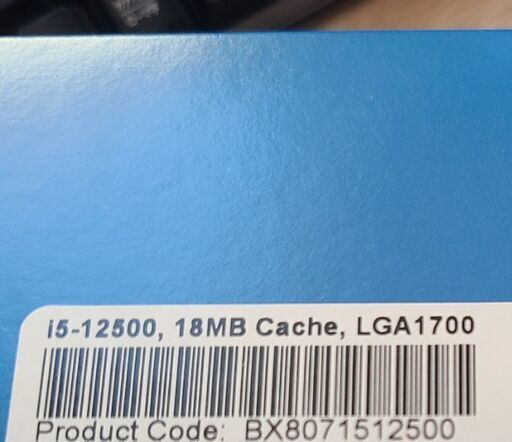 i5-12500, 18MB Cache, LGA1700
Product Code: BX8071512500